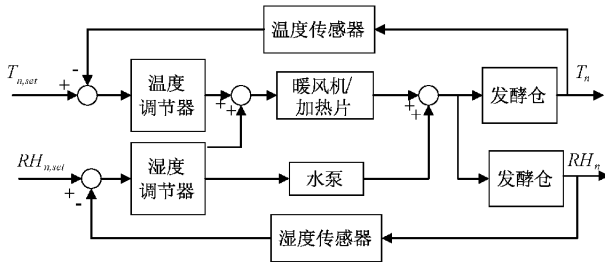 温度传感器
-
T_{n,set}
+
温度
调节器
+
+
暖风机/
加热片
+
+
发酵仓
T_n
RH_{n,set}
+
-
湿度
调节器
水泵
发酵仓
RH_n
湿度传感器